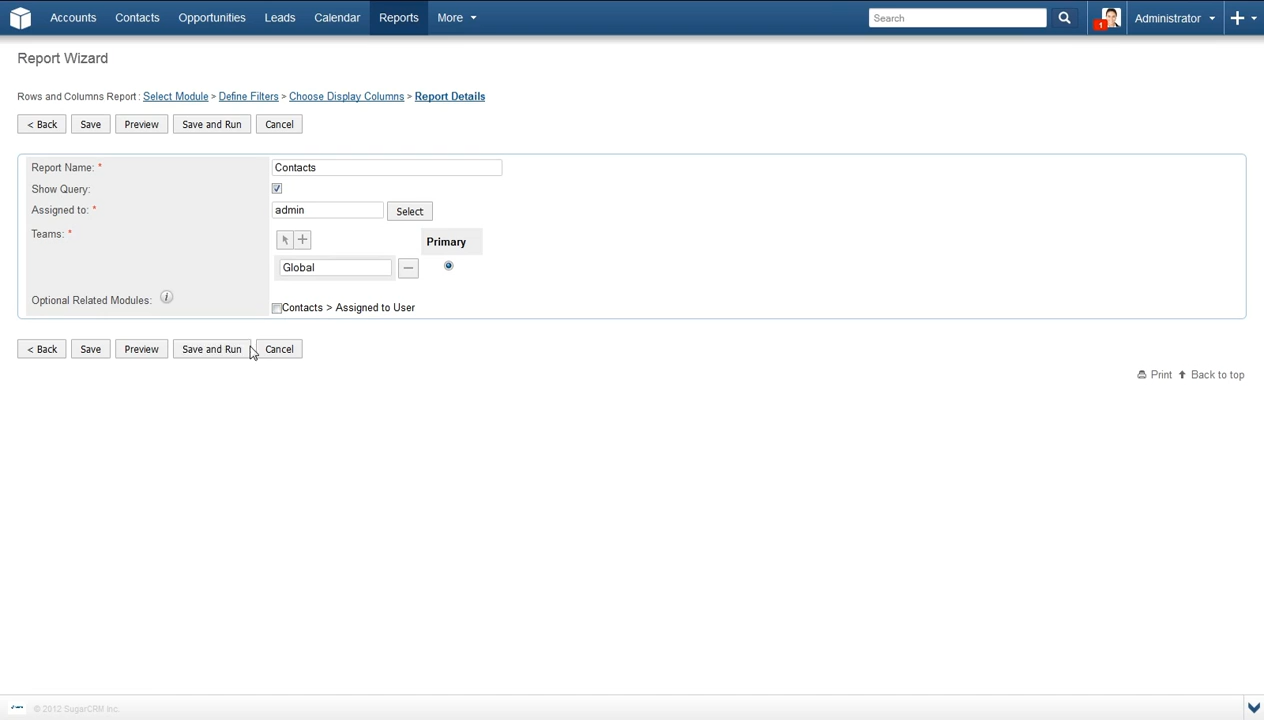 Accounts Contacts Opportunities Leads Calendar Reports More Search 1 Administrator
Report Wizard
Rows and Columns Report : Select Module > Define Filters > Choose Display Columns > Report Details
< Back Save Preview Save and Run Cancel
Report Name: * Contacts
Show Query:
Assigned to: * admin Select
Teams: * Primary
Global
Optional Related Modules: i Contacts > Assigned to User
< Back Save Preview Save and Run Cancel
Print Back to top
© 2012 SugarCRM Inc.